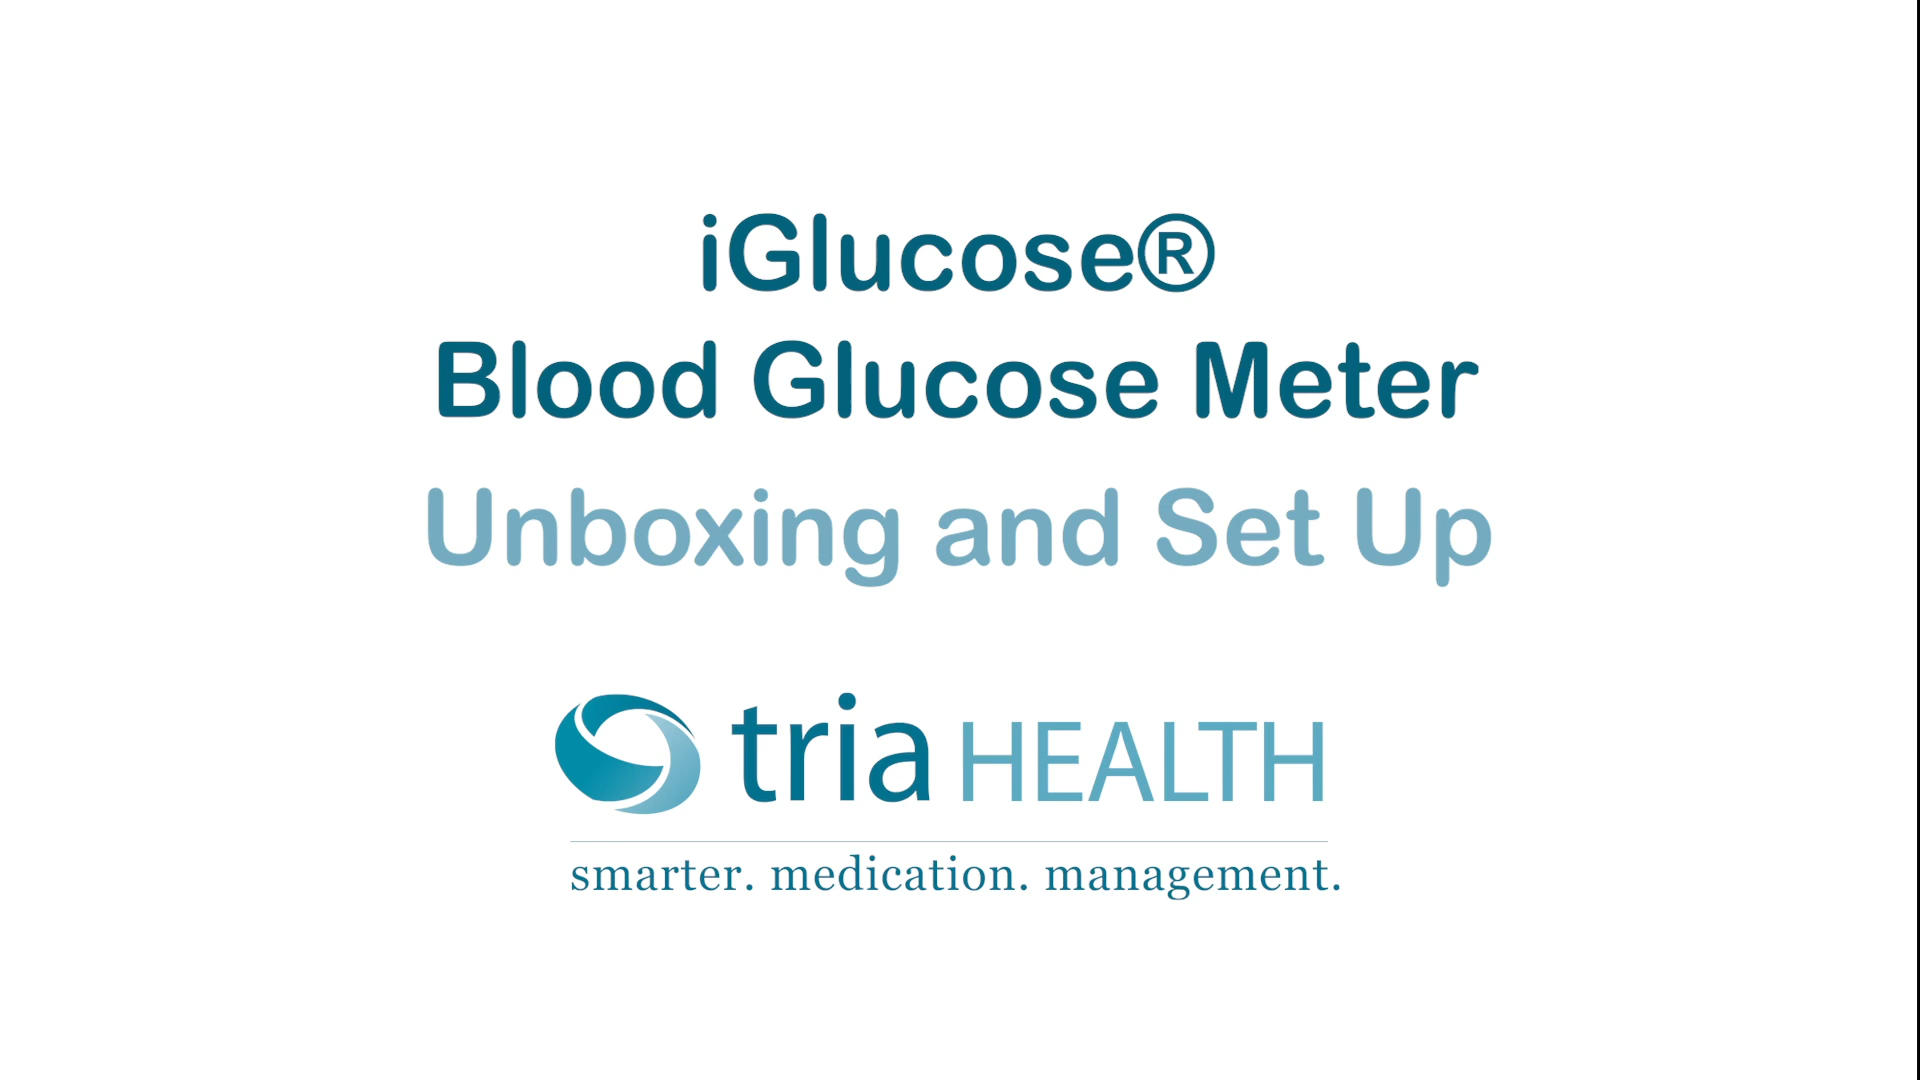 iGlucose®
Blood Glucose Meter
Unboxing and Set Up
tria HEALTH
smarter. medication. management.